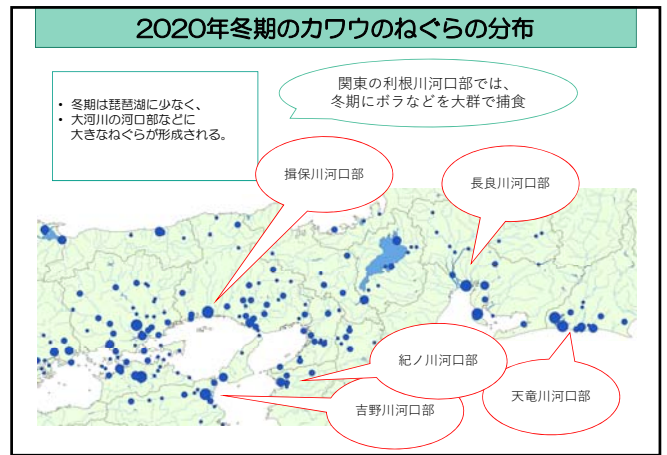 2020年冬期のカワウのねぐらの分布
関東の利根川河口部では、
冬期にボラなどを大群で捕食
• 冬期は琵琶湖に少なく、
• 大河川の河口部などに
大きなねぐらが形成される。
揖保川河口部
長良川河口部
紀ノ川河口部
天竜川河口部
吉野川河口部